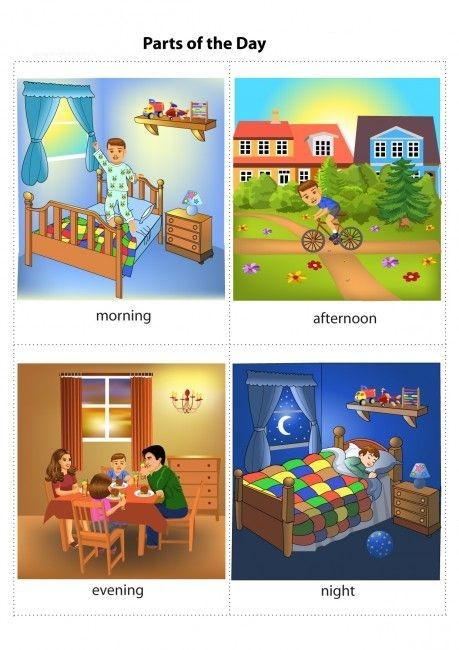 Parts of the Day
morning
afternoon
evening
night